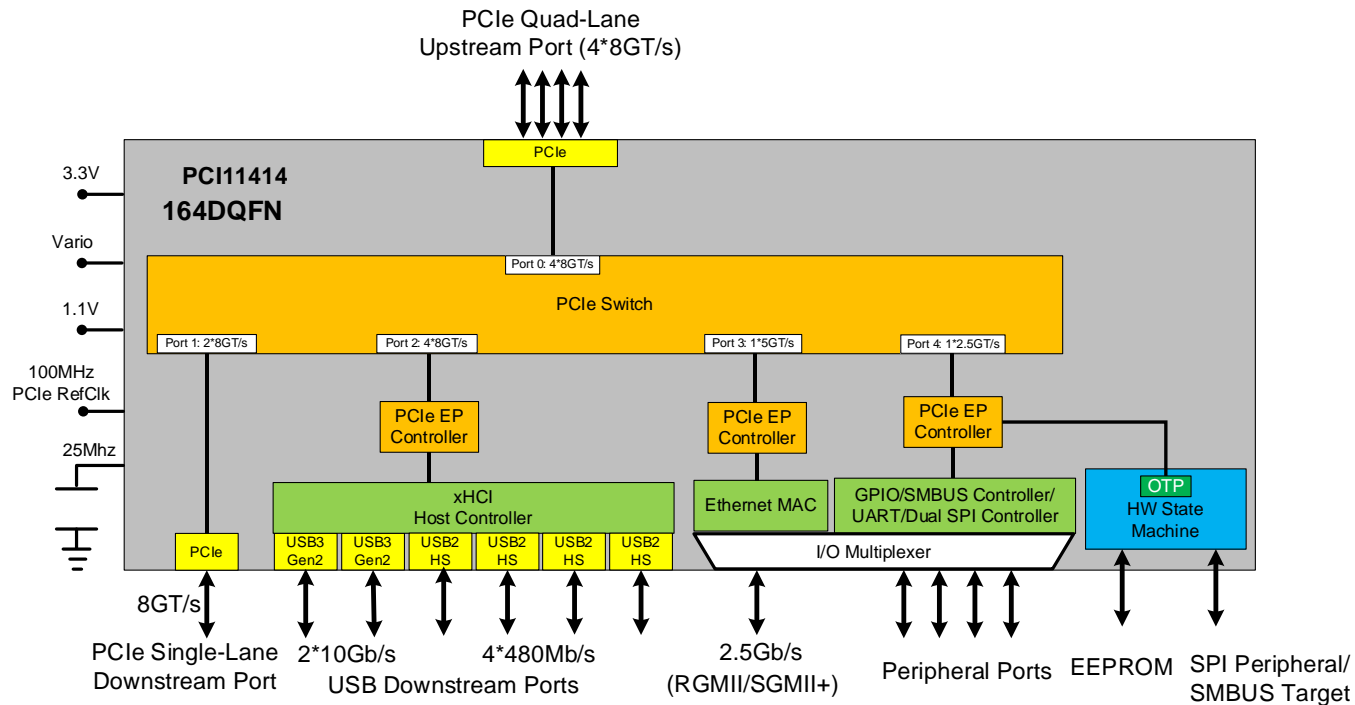 PCIe Quad-Lane
Upstream Port (4*8GT/s)
PCIe
3.3V
PCI11414
164DQFN
Vario
Port 0: 4*8GT/s
PCIe Switch
1.1V
Port 1: 2*8GT/s
Port 2: 4*8GT/s
Port 3: 1*5GT/s
Port 4: 1*2.5GT/s
100MHz
PCIe RefClk
PCIe EP
Controller
PCIe EP
Controller
PCIe EP
Controller
25Mhz
xHCI
Host Controller
Ethernet MAC
GPIO/SMBUS Controller/
UART/Dual SPI Controller
OTP
HW State
Machine
PCIe
USB3
Gen2
USB3
Gen2
USB2
HS
USB2
HS
USB2
HS
USB2
HS
I/O Multiplexer
8GT/s
PCIe Single-Lane
Downstream Port
2*10Gb/s
4*480Mb/s
USB Downstream Ports
2.5Gb/s
(RGMII/SGMII+)
Peripheral Ports
EEPROM
SPI Peripheral/
SMBUS Target